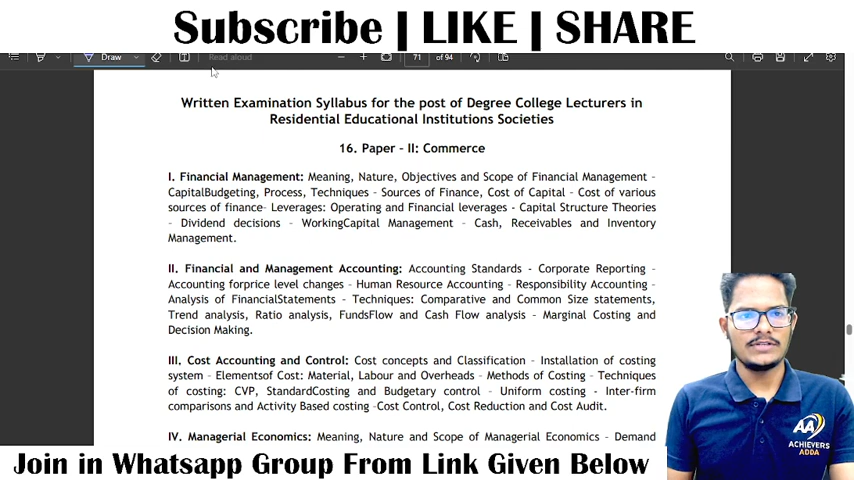 Subscribe | LIKE | SHARE
Draw
Read aloud
71 of 94
Written Examination Syllabus for the post of Degree College Lecturers in
Residential Educational Institutions Societies
16. Paper – II: Commerce
I. Financial Management: Meaning, Nature, Objectives and Scope of Financial Management –
CapitalBudgeting, Process, Techniques – Sources of Finance, Cost of Capital – Cost of various
sources of finance– Leverages: Operating and Financial leverages - Capital Structure Theories
– Dividend decisions – WorkingCapital Management – Cash, Receivables and Inventory
Management.
II. Financial and Management Accounting: Accounting Standards - Corporate Reporting –
Accounting forprice level changes – Human Resource Accounting – Responsibility Accounting –
Analysis of FinancialStatements – Techniques: Comparative and Common Size statements,
Trend analysis, Ratio analysis, FundsFlow and Cash Flow analysis – Marginal Costing and
Decision Making.
III. Cost Accounting and Control: Cost concepts and Classification – Installation of costing
system – Elementsof Cost: Material, Labour and Overheads – Methods of Costing – Techniques
of costing: CVP, StandardCosting and Budgetary control – Uniform costing – Inter-firm
comparisons and Activity Based costing –Cost Control, Cost Reduction and Cost Audit.
IV. Managerial Economics: Meaning, Nature and Scope of Managerial Economics – Demand
AA
ACHIEVERS
ADDA
Join in Whatsapp Group From Link Given Below